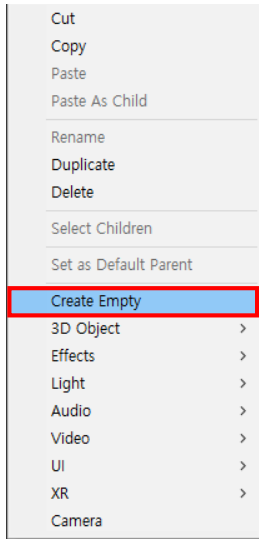 Cut
Copy
Paste
Paste As Child
Rename
Duplicate
Delete
Select Children
Set as Default Parent
Create Empty
3D Object
Effects
Light
Audio
Video
UI
XR
Camera